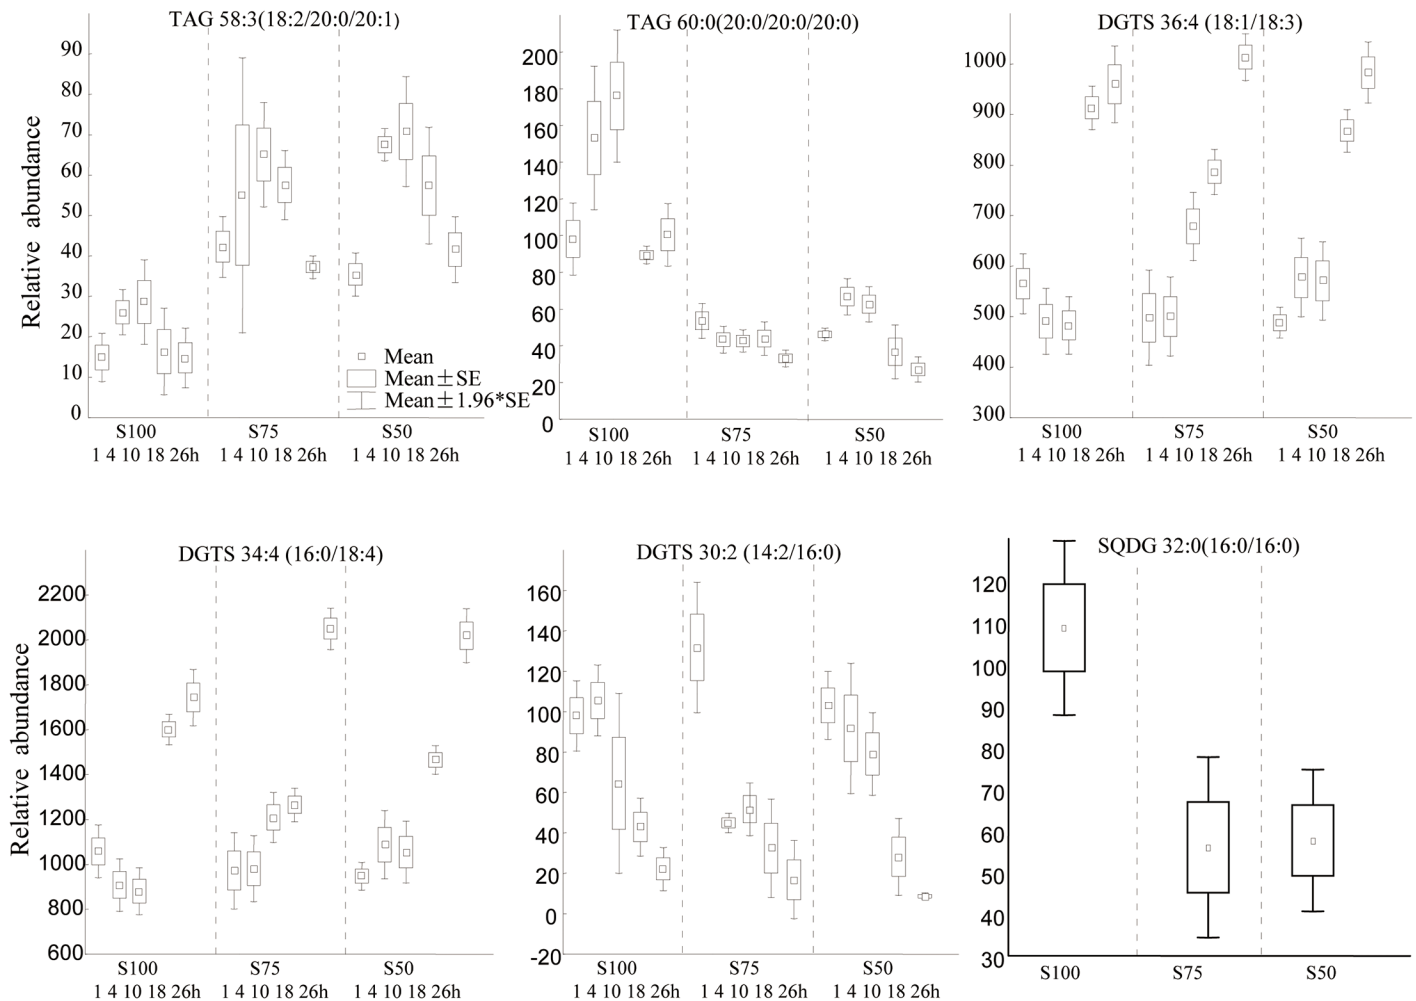 TAG 58:3(18:2/20:0/20:1)
Relative abundance
90
80
70
60
50
40
30
20
10
0
Mean
Mean±SE
Mean±1.96*SE
S100 S75 S50
1 4 10 18 26h 1 4 10 18 26h 1 4 10 18 26h
TAG 60:0(20:0/20:0/20:0)
200
180
160
140
120
100
80
60
40
20
0
S100 S75 S50
1 4 10 18 26h 1 4 10 18 26h 1 4 10 18 26h
DGTS 36:4 (18:1/18:3)
1000
900
800
700
600
500
400
300
S100 S75 S50
1 4 10 18 26h 1 4 10 18 26h 1 4 10 18 26h
DGTS 34:4 (16:0/18:4)
Relative abundance
2200
2000
1800
1600
1400
1200
1000
800
600
S100 S75 S50
1 4 10 18 26h 1 4 10 18 26h 1 4 10 18 26h
DGTS 30:2 (14:2/16:0)
160
140
120
100
80
60
40
20
0
-20
S100 S75 S50
1 4 10 18 26h 1 4 10 18 26h 1 4 10 18 26h
SQDG 32:0(16:0/16:0)
120
110
100
90
80
70
60
50
40
30
S100 S75 S50